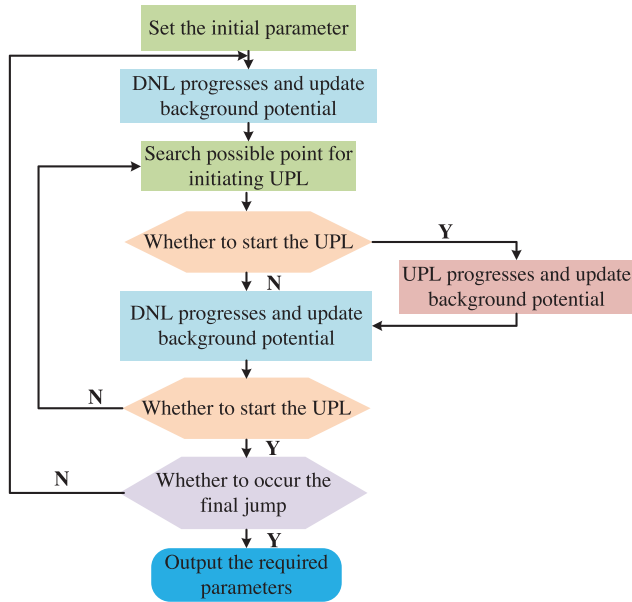 Set the initial parameter
DNL progresses and update
background potential
Search possible point for
initiating UPL
Whether to start the UPL
Y
N
UPL progresses and update
background potential
DNL progresses and update
background potential
Whether to start the UPL
N
Y
Whether to occur the
final jump
N
Y
Output the required
parameters